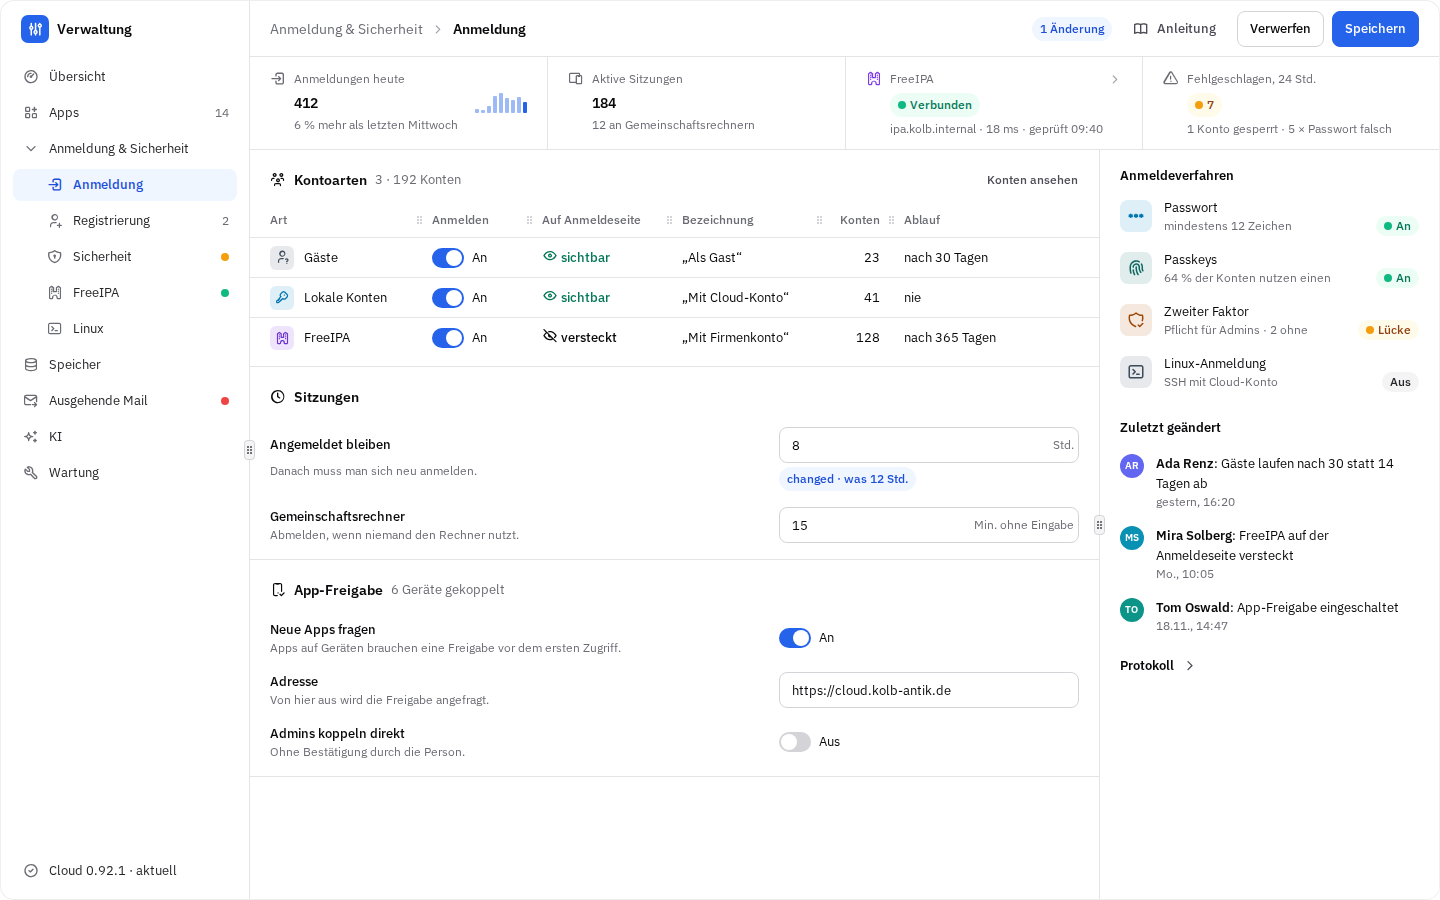 Verwaltung
Übersicht
Apps 14
Anmeldung & Sicherheit
Anmeldung
Registrierung 2
Sicherheit
FreeIPA
Linux
Speicher
Ausgehende Mail
KI
Wartung
Cloud 0.92.1 · aktuell
Anmeldung & Sicherheit > Anmeldung
1 Änderung
Anleitung
Verwerfen
Speichern
Anmeldungen heute
412
6 % mehr als letzten Mittwoch
Aktive Sitzungen
184
12 an Gemeinschaftsrechnern
FreeIPA
Verbunden
ipa.kolb.internal · 18 ms · geprüft 09:40
Fehlgeschlagen, 24 Std.
7
1 Konto gesperrt · 5 × Passwort falsch
Kontoarten 3 · 192 Konten
Konten ansehen
Art Anmelden Auf Anmeldeseite Bezeichnung Konten Ablauf
Gäste An sichtbar „Als Gast“ 23 nach 30 Tagen
Lokale Konten An sichtbar „Mit Cloud-Konto“ 41 nie
FreeIPA An versteckt „Mit Firmenkonto“ 128 nach 365 Tagen
Sitzungen
Angemeldet bleiben
Danach muss man sich neu anmelden.
8 Std.
changed · was 12 Std.
Gemeinschaftsrechner
Abmelden, wenn niemand den Rechner nutzt.
15 Min. ohne Eingabe
App-Freigabe 6 Geräte gekoppelt
Neue Apps fragen
Apps auf Geräten brauchen eine Freigabe vor dem ersten Zugriff.
An
Adresse
Von hier aus wird die Freigabe angefragt.
https://cloud.kolb-antik.de
Admins koppeln direkt
Ohne Bestätigung durch die Person.
Aus
Anmeldeverfahren
Passwort
mindestens 12 Zeichen
An
Passkeys
64 % der Konten nutzen einen
An
Zweiter Faktor
Pflicht für Admins · 2 ohne
Lücke
Linux-Anmeldung
SSH mit Cloud-Konto
Aus
Zuletzt geändert
AR
Ada Renz: Gäste laufen nach 30 statt 14
Tagen ab
gestern, 16:20
MS
Mira Solberg: FreeIPA auf der
Anmeldeseite versteckt
Mo., 10:05
TO
Tom Oswald: App-Freigabe eingeschaltet
18.11., 14:47
Protokoll